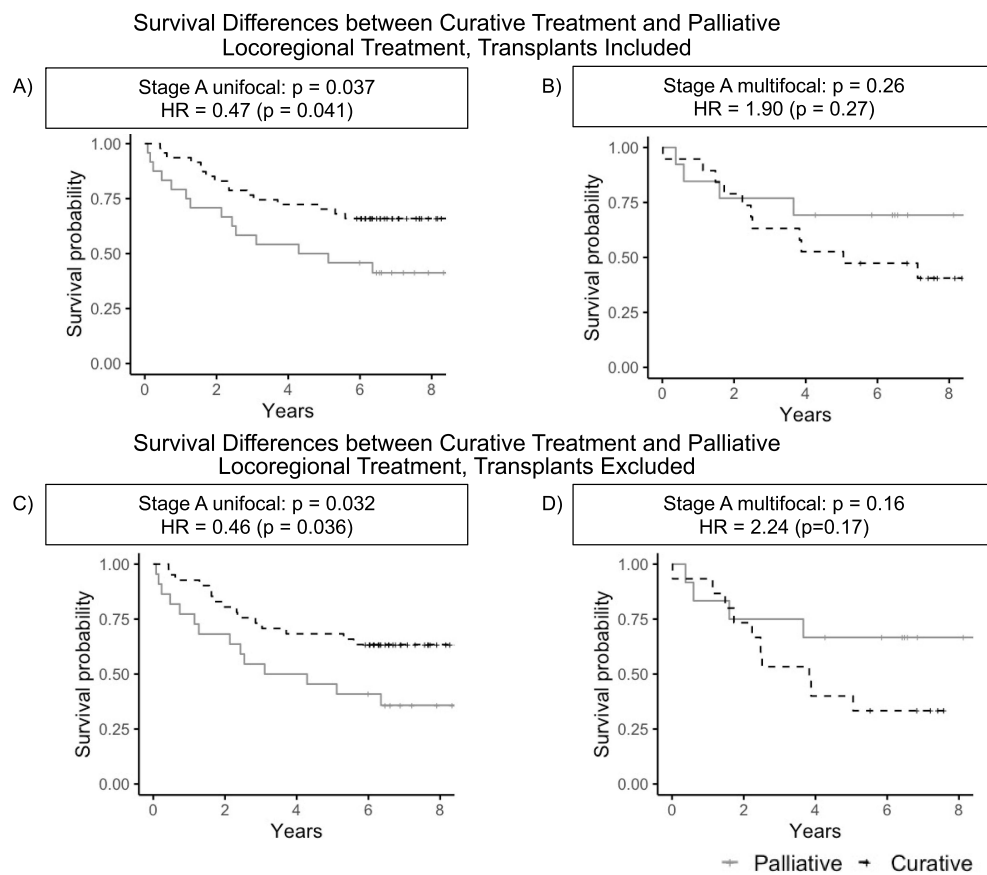 Survival Differences between Curative Treatment and Palliative
Locoregional Treatment, Transplants Included
A)
Stage A unifocal: p = 0.037
HR = 0.47 (p = 0.041)
B)
Stage A multifocal: p = 0.26
HR = 1.90 (p = 0.27)
Survival probability
1.00
0.75
0.50
0.25
0.00
0 2 4 6 8
Years
Survival probability
1.00
0.75
0.50
0.25
0.00
0 2 4 6 8
Years
Survival Differences between Curative Treatment and Palliative
Locoregional Treatment, Transplants Excluded
C)
Stage A unifocal: p = 0.032
HR = 0.46 (p = 0.036)
D)
Stage A multifocal: p = 0.16
HR = 2.24 (p=0.17)
Survival probability
1.00
0.75
0.50
0.25
0.00
0 2 4 6 8
Years
Survival probability
1.00
0.75
0.50
0.25
0.00
0 2 4 6 8
Years
Palliative Curative